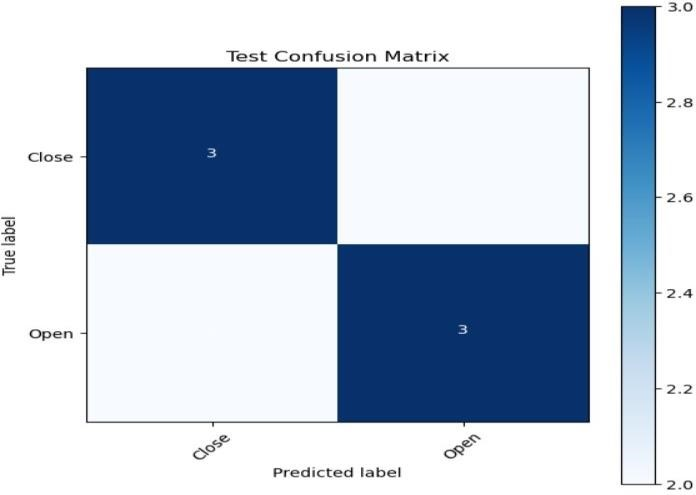 Test Confusion Matrix
3.0
2.8
2.6
2.4
2.2
2.0
True label
Close
3
Open
3
Close
Open
Predicted label